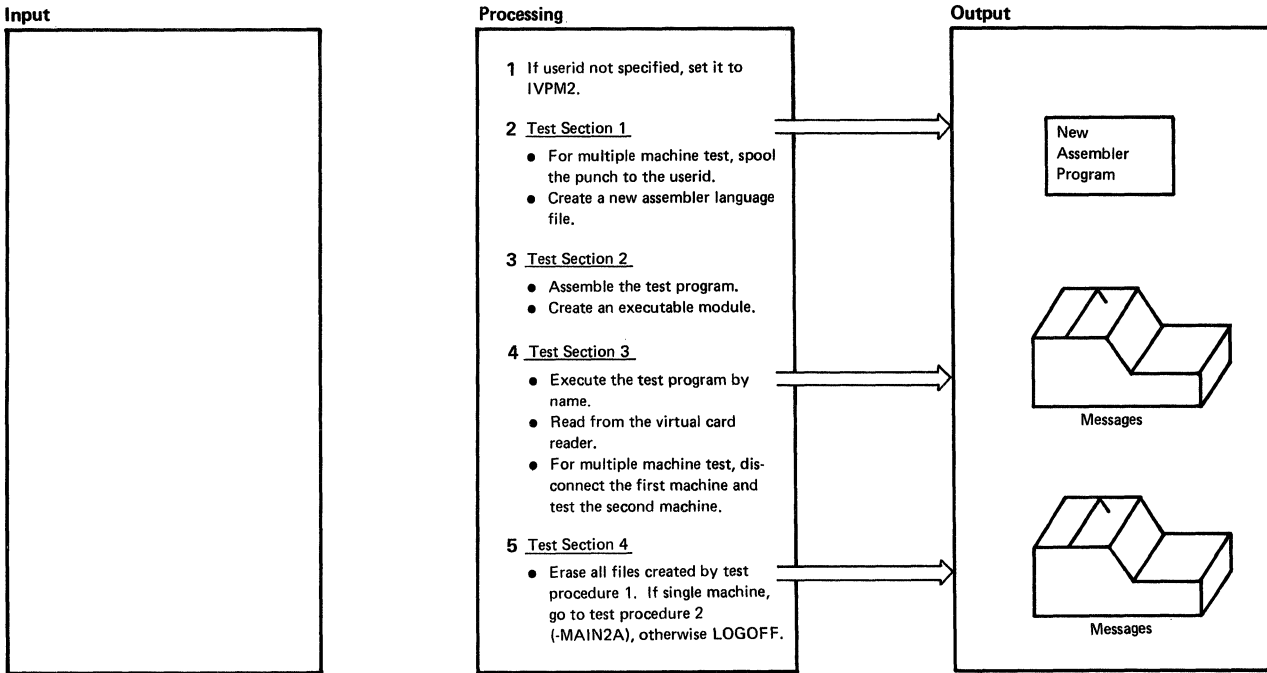 Input
Processing
Output
1 If userid not specified, set it to
IVPM2.
2 Test Section 1
● For multiple machine test, spool
the punch to the userid.
● Create a new assembler language
file.
3 Test Section 2
● Assemble the test program.
● Create an executable module.
4 Test Section 3
● Execute the test program by
name.
● Read from the virtual card
reader.
● For multiple machine test, dis-
connect the first machine and
test the second machine.
5 Test Section 4
● Erase all files created by test
procedure 1. If single machine,
go to test procedure 2
(-MAIN2A), otherwise LOGOFF.
New
Assembler
Program
Messages
Messages